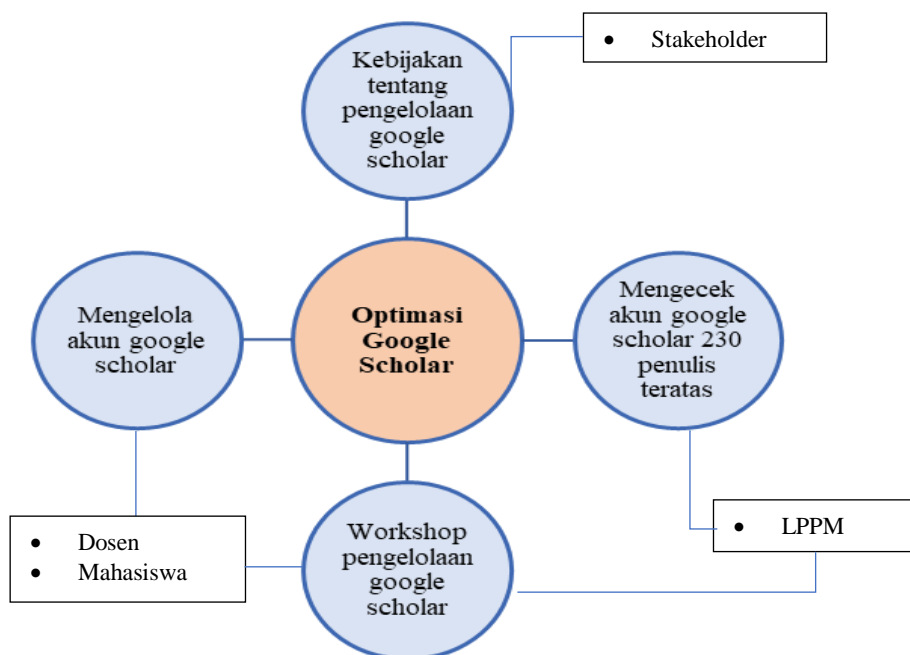 • Stakeholder
Kebijakan
tentang
pengelolaan
google
scholar
Mengelola
akun google
scholar
Optimasi
Google
Scholar
Mengecek
akun google
scholar 230
penulis
teratas
• Dosen
• Mahasiswa
Workshop
pengelolaan
google
scholar
• LPPM